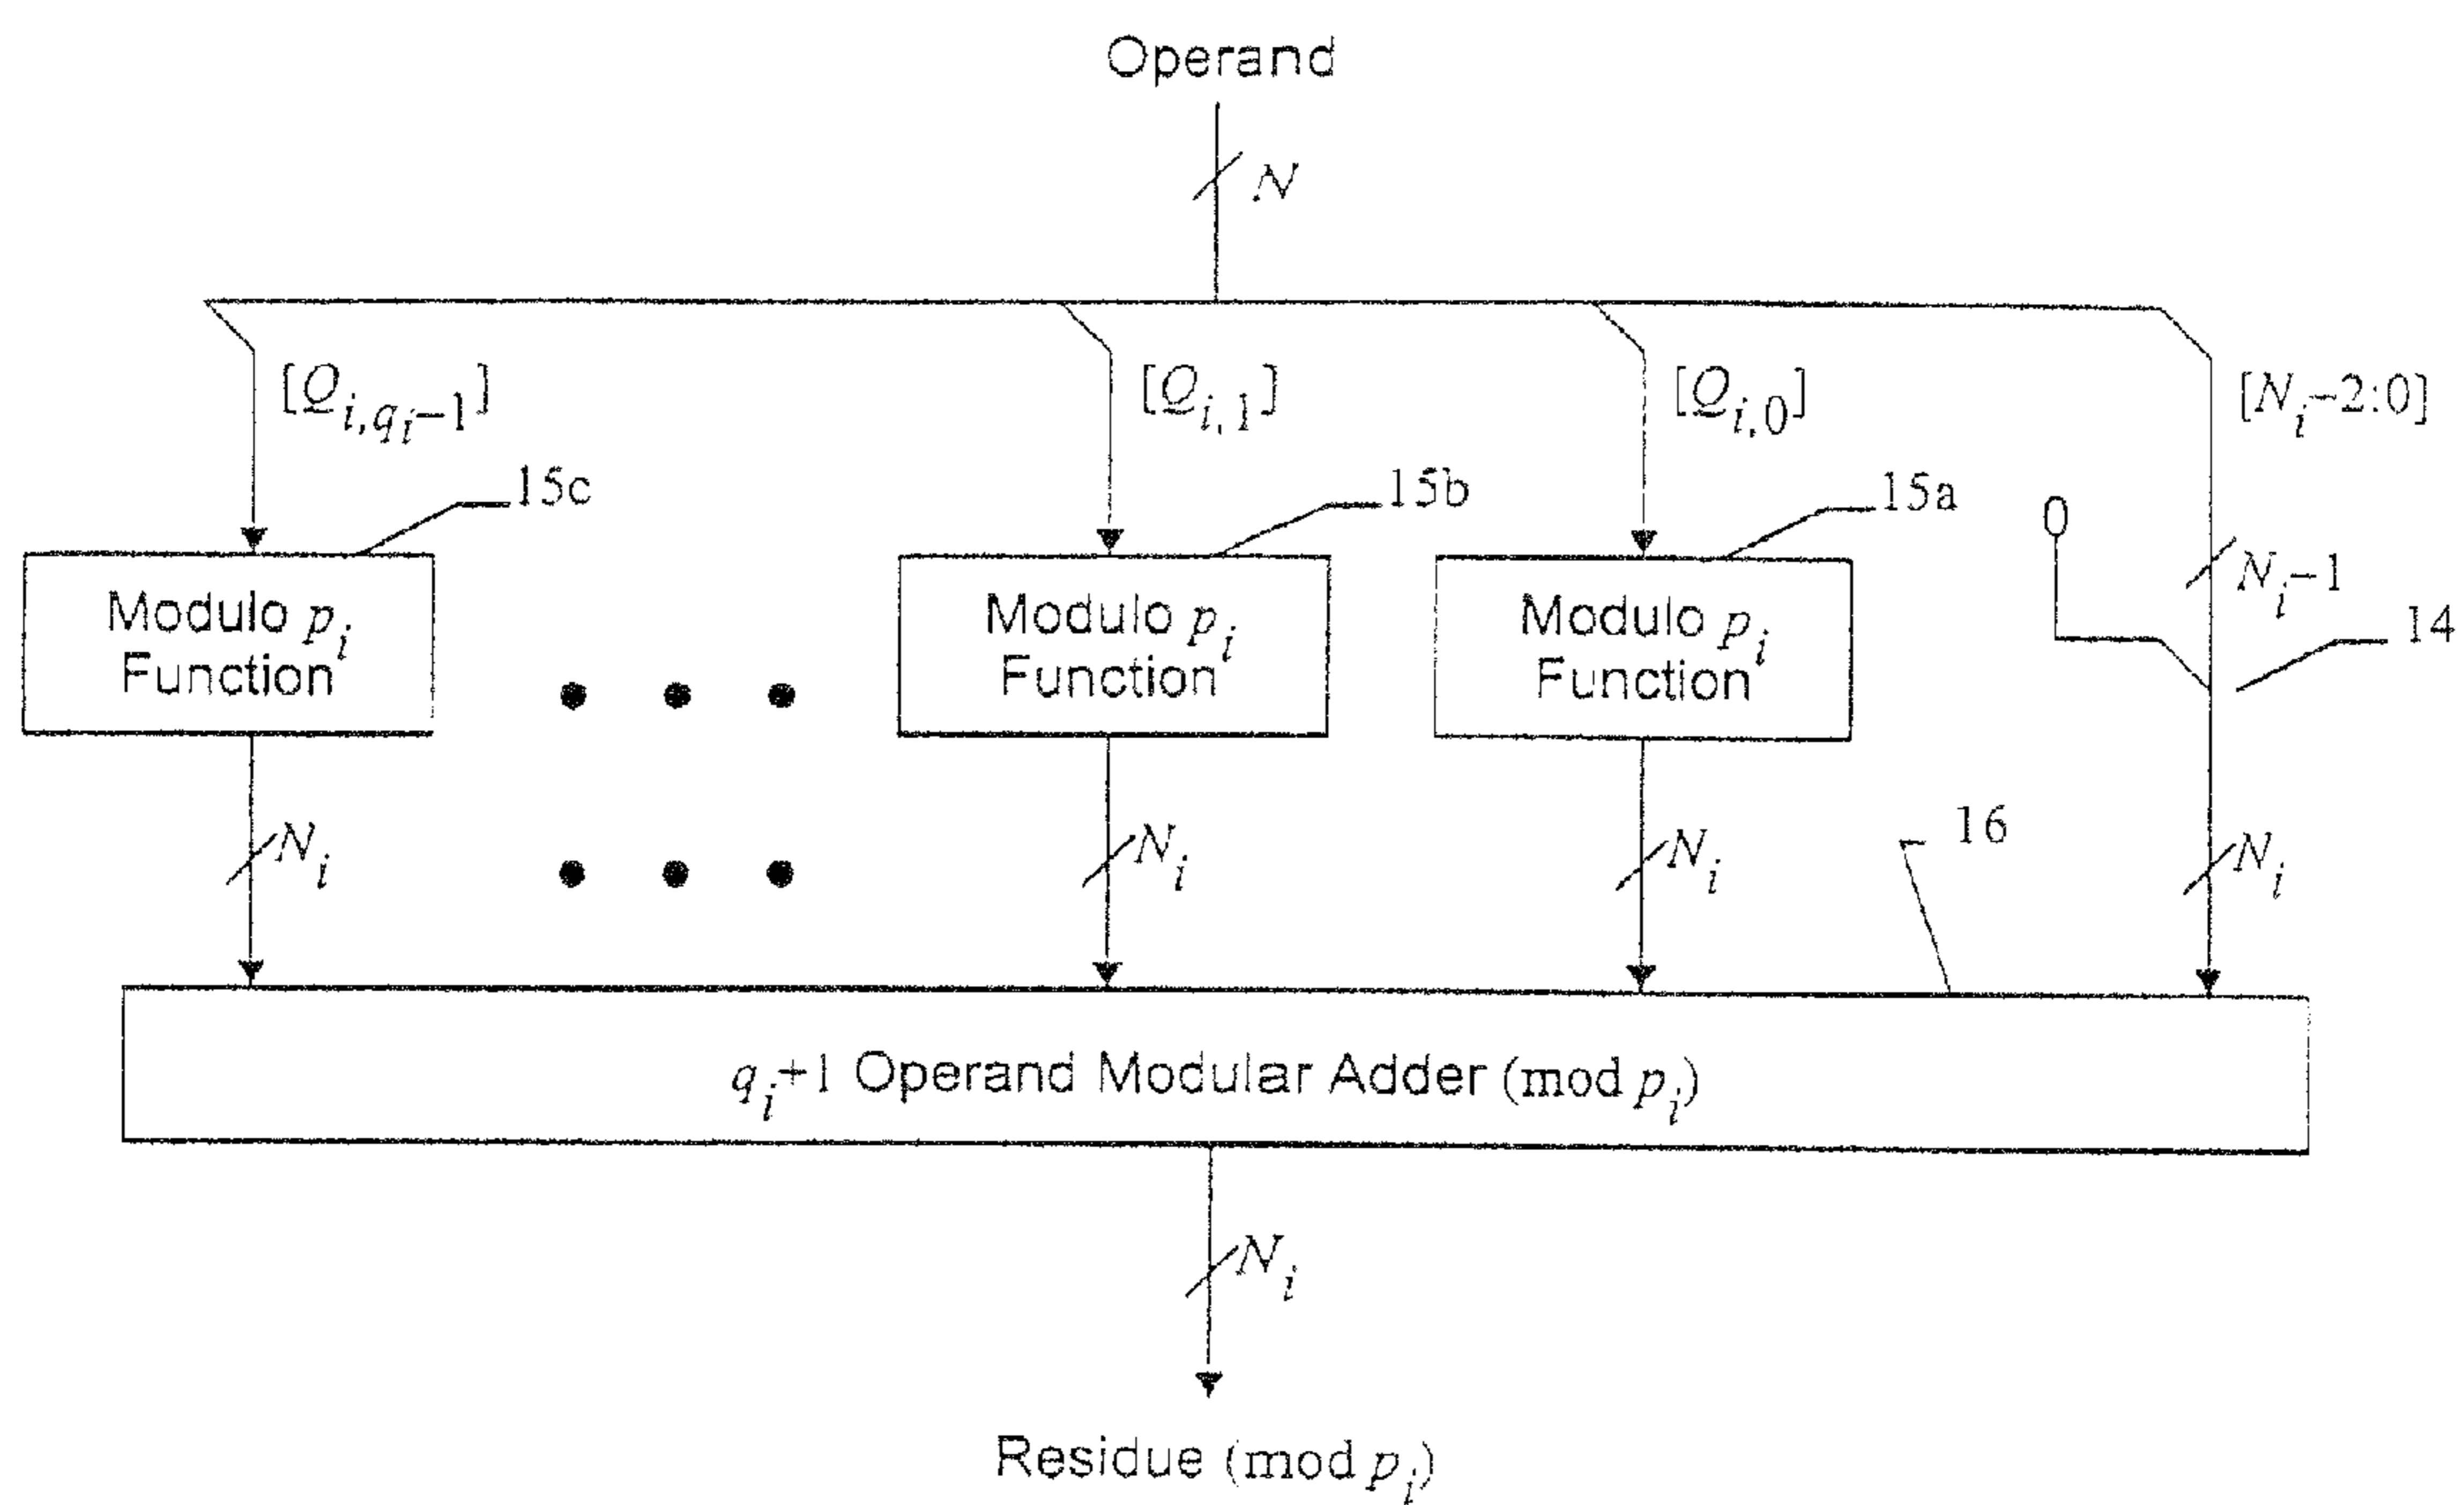 Operand
N
[Q_{i,q_i−1}]
[Q_{i,1}]
[Q_{i,0}]
[N_i−2:0]
15c
15b
15a
0
N_i−1
14
Modulo p_i
Function
Modulo p_i
Function
Modulo p_i
Function
16
N_i
N_i
N_i
N_i
q_i+1 Operand Modular Adder (mod p_i)
N_i
Residue (mod p_i)